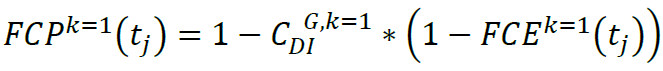 FCP^{k=1}(t_j) = 1 − C_{DI}^{G,k=1} * (1 − FCE^{k=1}(t_j))